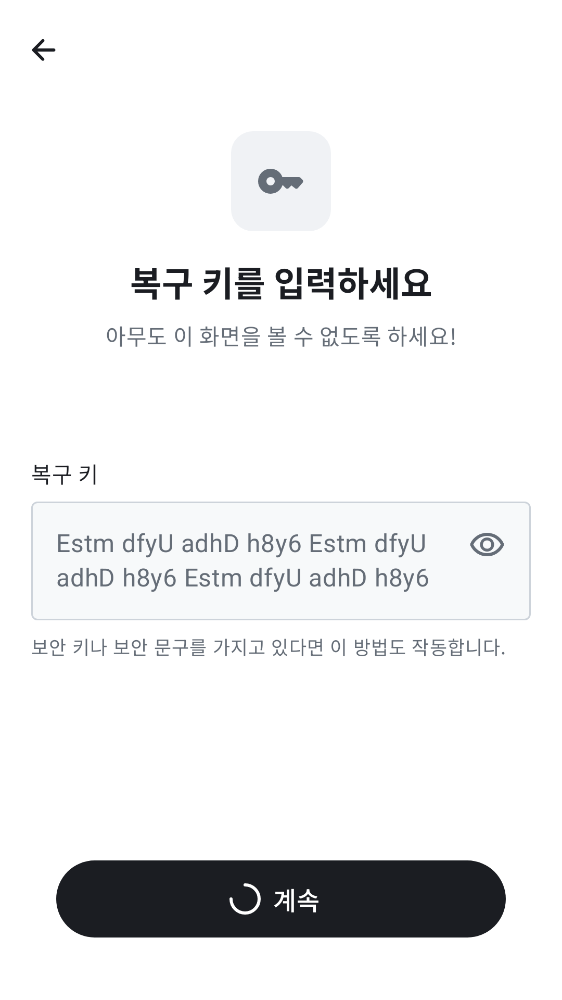 복구 키를 입력하세요
아무도 이 화면을 볼 수 없도록 하세요!
복구 키
Estm dfyU adhD h8y6 Estm dfyU
adhD h8y6 Estm dfyU adhD h8y6
보안 키나 보안 문구를 가지고 있다면 이 방법도 작동합니다.
계속